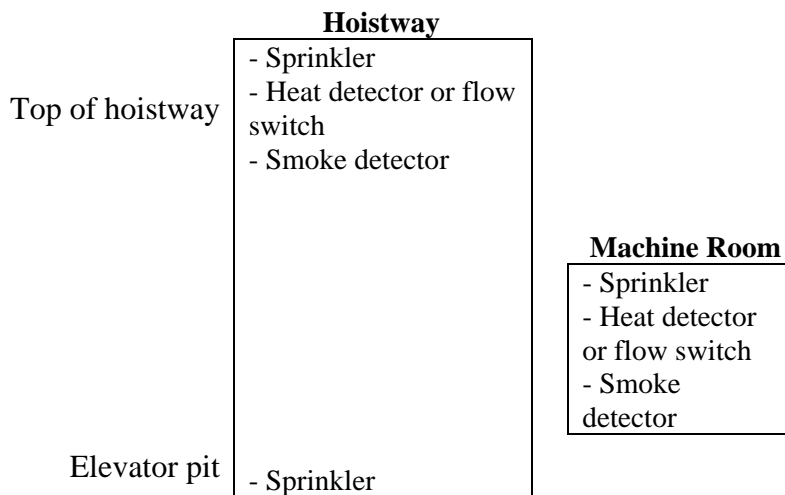 Hoistway
Top of hoistway
- Sprinkler
- Heat detector or flow
switch
- Smoke detector
Machine Room
- Sprinkler
- Heat detector
or flow switch
- Smoke
detector
Elevator pit
- Sprinkler